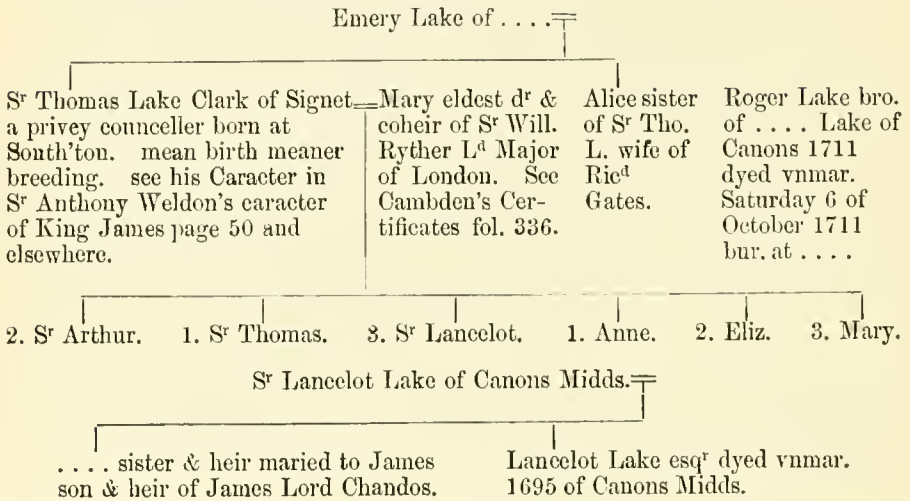 Emery Lake of . . . .
Sʳ Thomas Lake Clark of Signet
a privey counceller born at
South'ton. mean birth meaner
breeding. see his Caracter in
Sʳ Anthony Weldon's caracter
of King James page 50 and
elsewhere.
Mary eldest dʳ &
coheir of Sʳ Will.
Ryther Lᵈ Major
of London. See
Cambden's Cer-
tificates fol. 336.
Alice sister
of Sʳ Tho.
L. wife of
Ricᵈ
Gates.
Roger Lake bro.
of . . . . Lake of
Canons 1711
dyed vnmar.
Saturday 6 of
October 1711
bur. at . . . .
2. Sʳ Arthur. 1. Sʳ Thomas. 3. Sʳ Lancelot. 1. Anne. 2. Eliz. 3. Mary.
Sʳ Lancelot Lake of Canons Midds.
. . . . sister & heir maried to James
son & heir of James Lord Chandos.
Lancelot Lake esqʳ dyed vnmar.
1695 of Canons Midds.